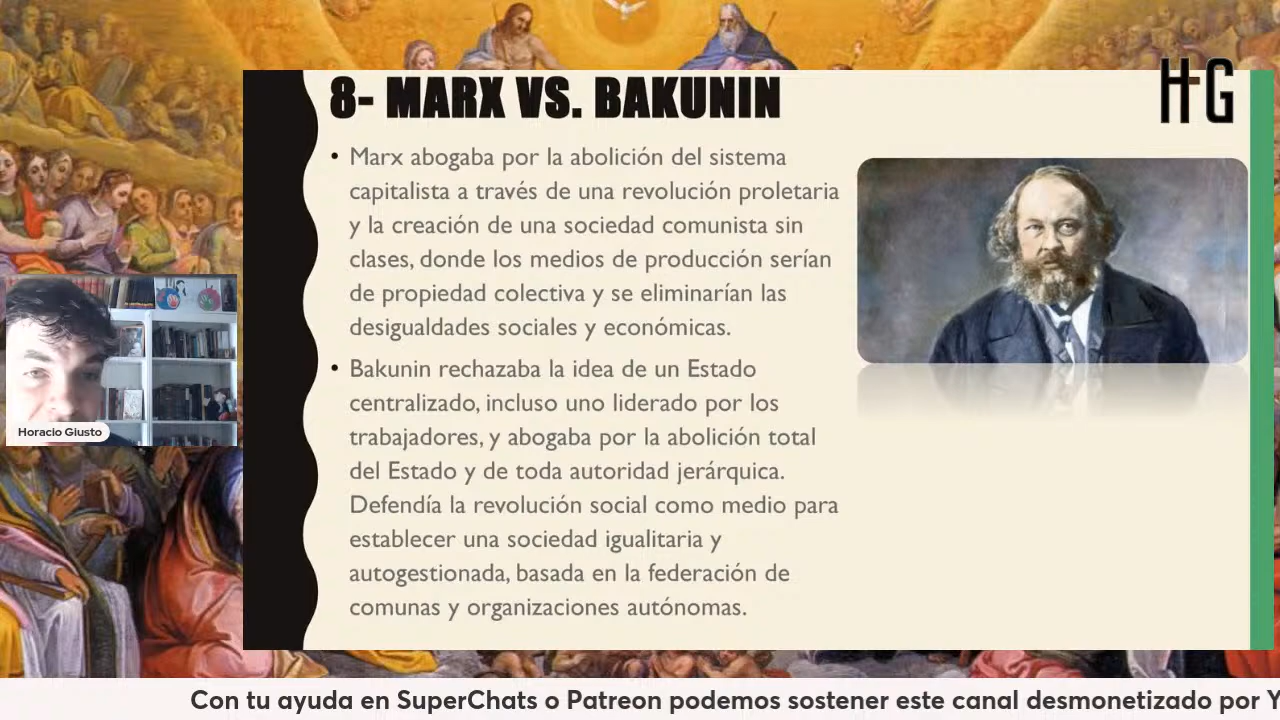 8- MARX VS. BAKUNIN
HG
• Marx abogaba por la abolición del sistema
capitalista a través de una revolución proletaria
y la creación de una sociedad comunista sin
clases, donde los medios de producción serían
de propiedad colectiva y se eliminarían las
desigualdades sociales y económicas.
• Bakunin rechazaba la idea de un Estado
centralizado, incluso uno liderado por los
trabajadores, y abogaba por la abolición total
del Estado y de toda autoridad jerárquica.
Defendía la revolución social como medio para
establecer una sociedad igualitaria y
autogestionada, basada en la federación de
comunas y organizaciones autónomas.
Horacio Giusto
Con tu ayuda en SuperChats o Patreon podemos sostener este canal desmonetizado por Y